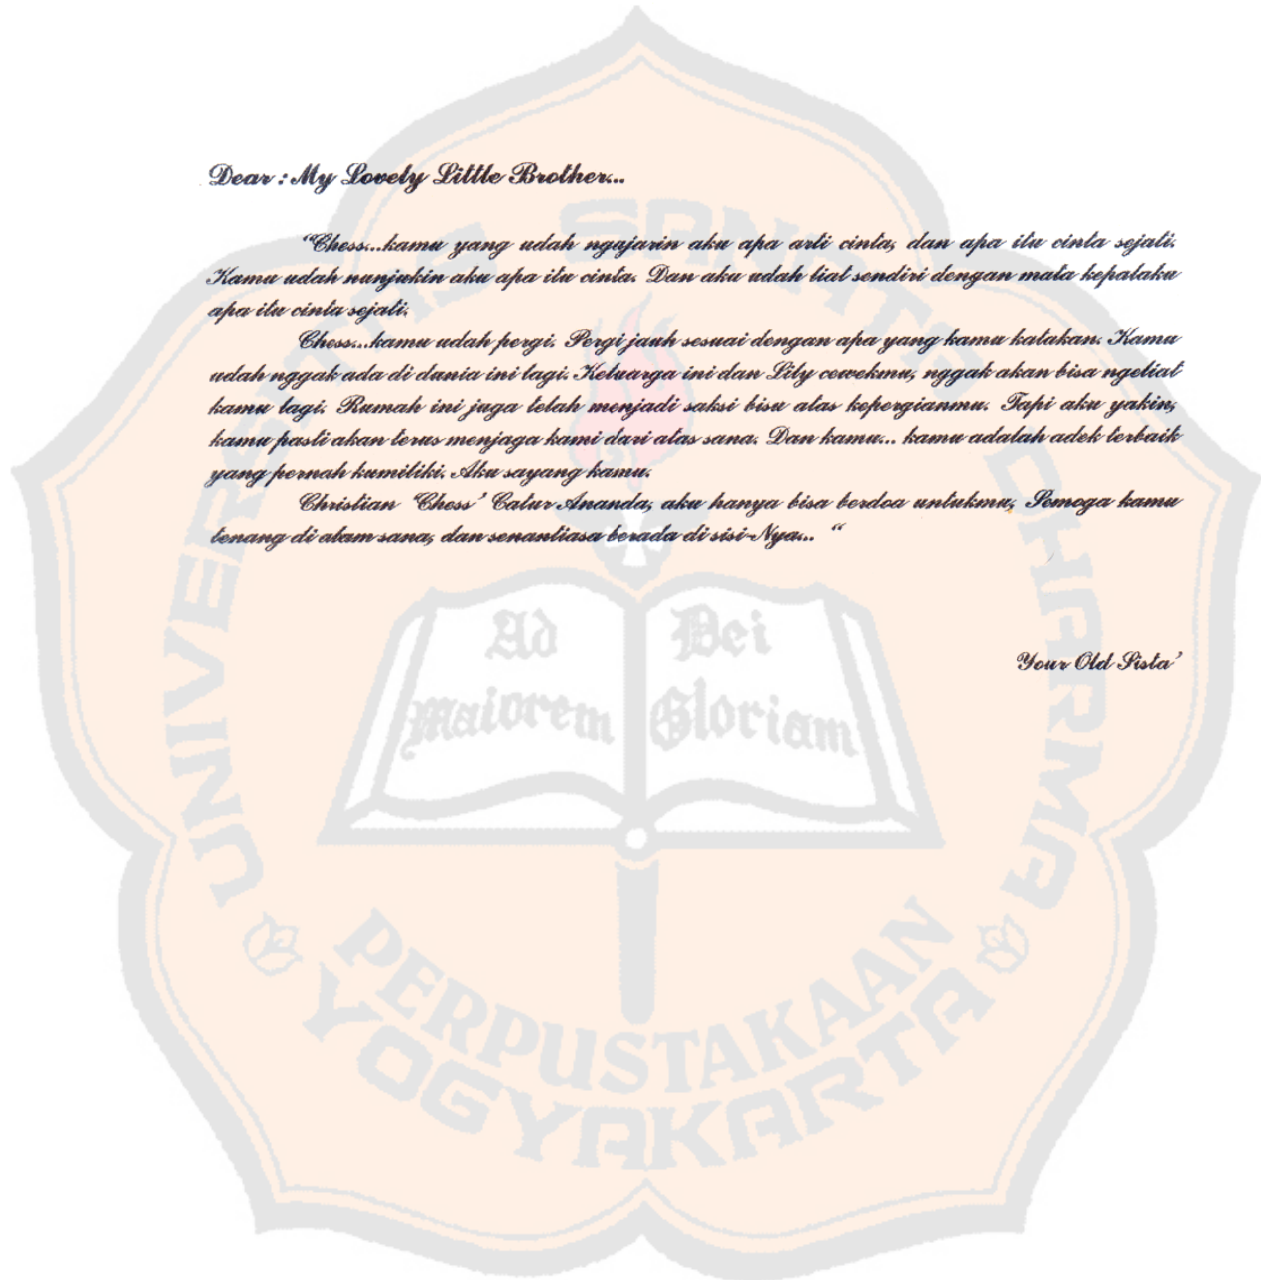 Dear : My Lovely Little Brother...
“Chess...kamu yang udah ngajarin aku apa arti cinta, dan apa itu cinta sejati.
Kamu udah nunjukin aku apa itu cinta. Dan aku udah liat sendiri dengan mata kepalaku
apa itu cinta sejati.
Chess...kamu udah pergi. Pergi jauh sesuai dengan apa yang kamu katakan. Kamu
udah nggak ada di dunia ini lagi. Keluarga ini dan Lily cewekmu, nggak akan bisa ngeliat
kamu lagi. Rumah ini juga telah menjadi saksi bisu atas kepergianmu. Tapi aku yakin,
kamu pasti akan terus menjaga kami dari atas sana. Dan kamu... kamu adalah adek terbaik
yang pernah kumiliki. Aku sayang kamu.
Christian ‘Chess’ Catur Ananda, aku hanya bisa berdoa untukmu, Semoga kamu
tenang di alam sana, dan senantiasa berada di sisi-Nya... “
Your Old Sista’
UNIVERSITAS SANATA DHARMA
Ad Dei
Maiorem Gloriam
PERPUSTAKAAN
YOGYAKARTA